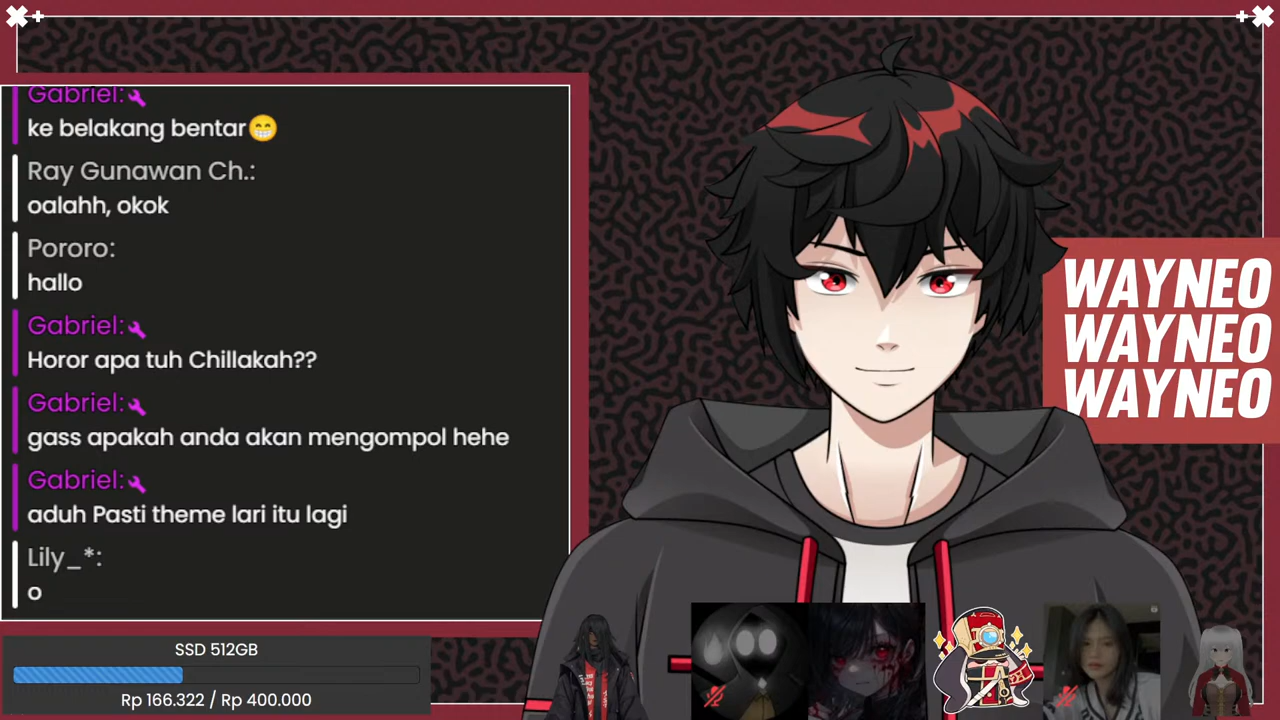 Gabriel:
ke belakang bentar😁
Ray Gunawan Ch.:
oalahh, okok
Pororo:
hallo
Gabriel:
Horor apa tuh Chillakah??
Gabriel:
gass apakah anda akan mengompol hehe
Gabriel:
aduh Pasti theme lari itu lagi
Lily_*:
o
SSD 512GB
Rp 166.322 / Rp 400.000
WAYNEO
WAYNEO
WAYNEO